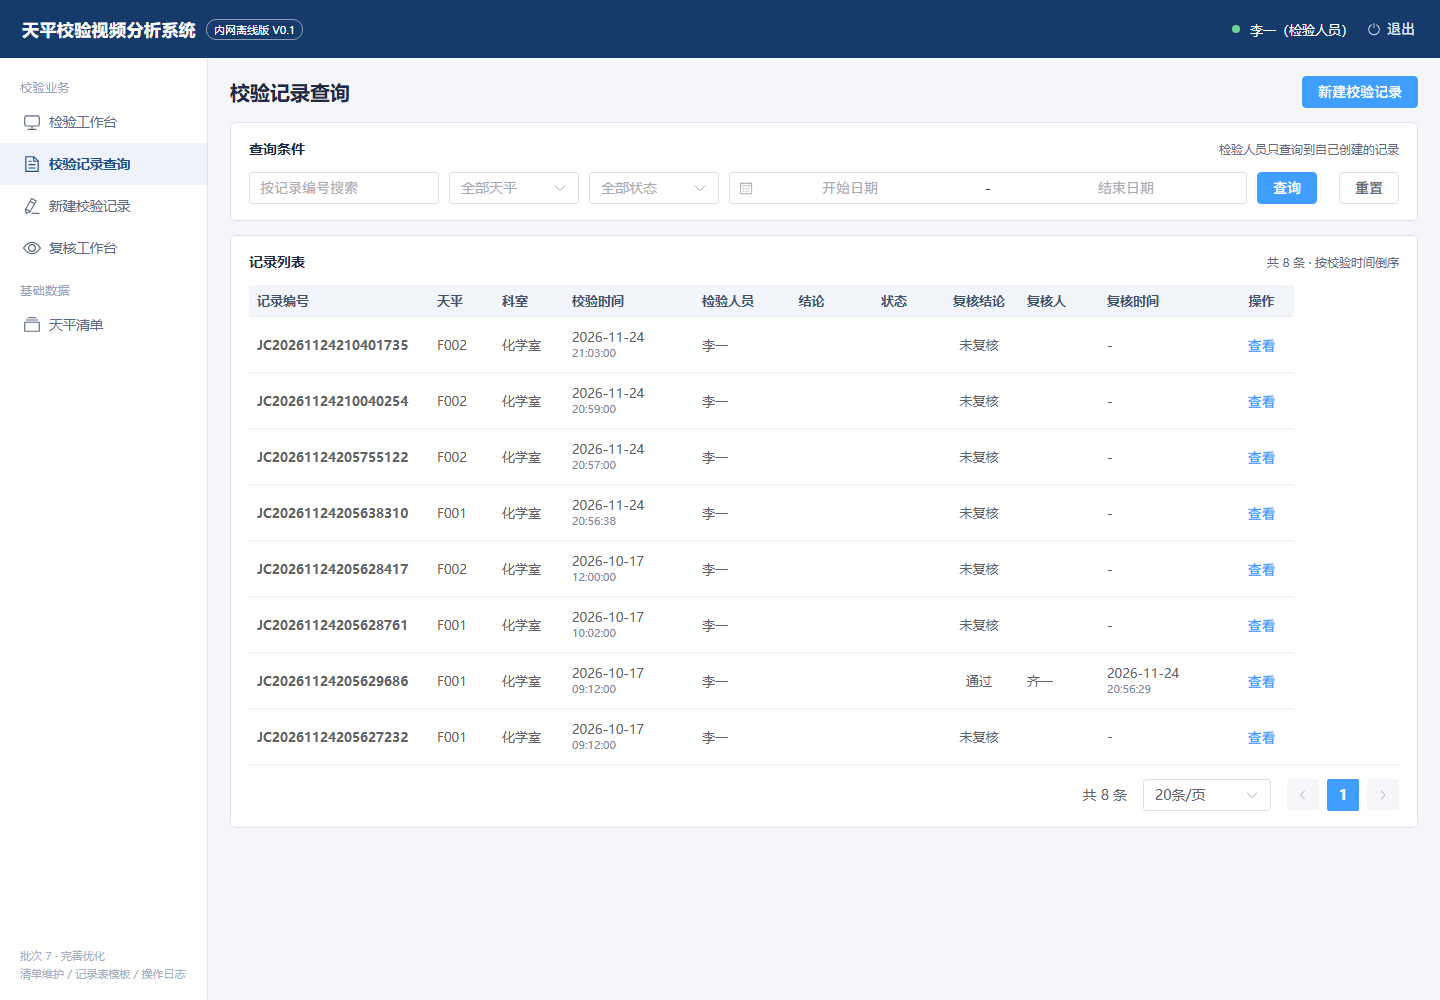 天平校验视频分析系统 内网离线版 V0.1 李一 (检验人员) 退出
校验业务
检验工作台
校验记录查询
新建校验记录
复核工作台
基础数据
天平清单
批次 7 · 完善优化
清单维护 / 记录表模板 / 操作日志
校验记录查询 新建校验记录
查询条件 检验人员只查询到自己创建的记录
按记录编号搜索 全部天平 全部状态 开始日期 - 结束日期 查询 重置
记录列表 共 8 条 · 按校验时间倒序
记录编号 天平 科室 校验时间 检验人员 结论 状态 复核结论 复核人 复核时间 操作
JC20261124210401735 F002 化学室 2026-11-24 21:03:00 李一 未复核 - 查看
JC20261124210040254 F002 化学室 2026-11-24 20:59:00 李一 未复核 - 查看
JC20261124205755122 F002 化学室 2026-11-24 20:57:00 李一 未复核 - 查看
JC20261124205638310 F001 化学室 2026-11-24 20:56:38 李一 未复核 - 查看
JC20261124205628417 F002 化学室 2026-10-17 12:00:00 李一 未复核 - 查看
JC20261124205628761 F001 化学室 2026-10-17 10:02:00 李一 未复核 - 查看
JC20261124205629686 F001 化学室 2026-10-17 09:12:00 李一 通过 齐一 2026-11-24 20:56:29 查看
JC20261124205627232 F001 化学室 2026-10-17 09:12:00 李一 未复核 - 查看
共 8 条 20条/页 1